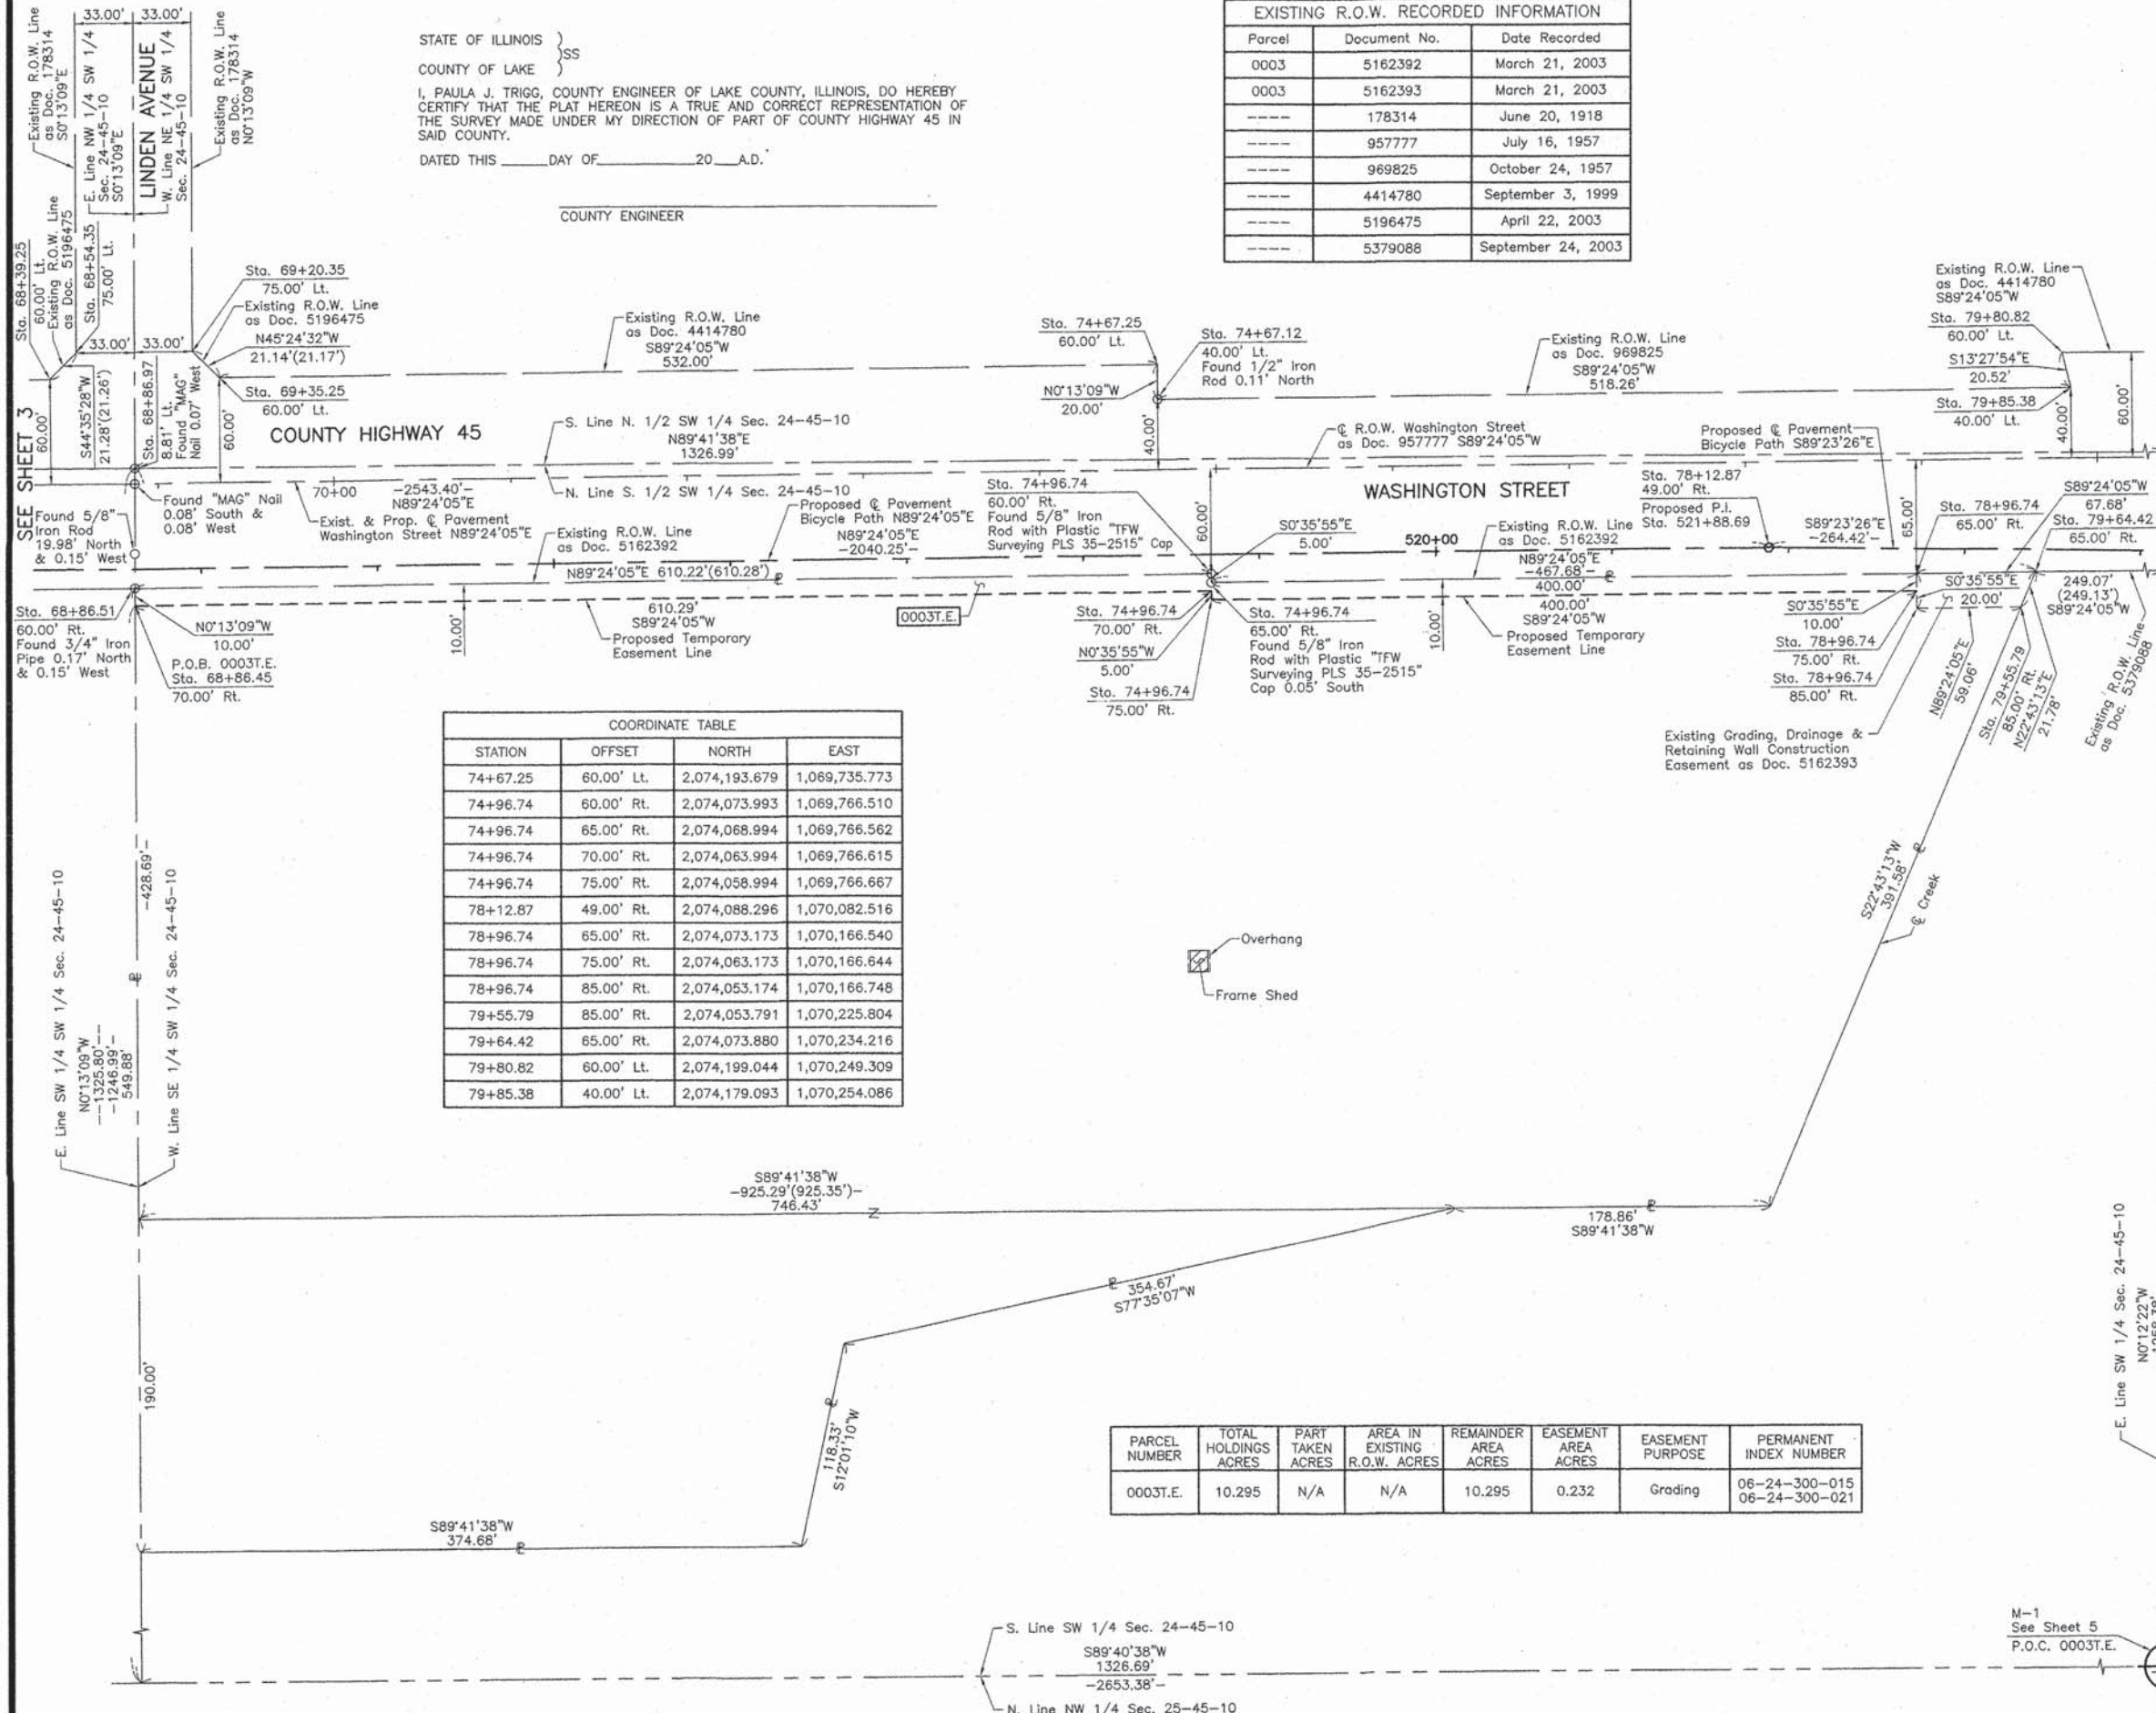 33.00' 33.00'
Existing R.O.W. Line
as Doc. 178314
S0°13'09"E
E. Line NW 1/4 SW 1/4
Sec. 24-45-10
S0°13'09"E
LINDEN AVENUE
W. Line NE 1/4 SW 1/4
Sec. 24-45-10
Existing R.O.W. Line
as Doc. 178314
N0°13'09"W
STATE OF ILLINOIS )
)SS
COUNTY OF LAKE )
I, PAULA J. TRIGG, COUNTY ENGINEER OF LAKE COUNTY, ILLINOIS, DO HEREBY
CERTIFY THAT THE PLAT HEREON IS A TRUE AND CORRECT REPRESENTATION OF
THE SURVEY MADE UNDER MY DIRECTION OF PART OF COUNTY HIGHWAY 45 IN
SAID COUNTY.
DATED THIS ______DAY OF____________20___A.D.
COUNTY ENGINEER
EXISTING R.O.W. RECORDED INFORMATION
Parcel Document No. Date Recorded
0003 5162392 March 21, 2003
0003 5162393 March 21, 2003
---- 178314 June 20, 1918
---- 957777 July 16, 1957
---- 969825 October 24, 1957
---- 4414780 September 3, 1999
---- 5196475 April 22, 2003
---- 5379088 September 24, 2003
Sta. 68+39.25
60.00' Lt.
Existing R.O.W. Line
as Doc. 5196475
Sta. 68+54.35
75.00' Lt.
Sta. 69+20.35
75.00' Lt.
Existing R.O.W. Line
as Doc. 5196475
N45°24'32"W
21.14'(21.17')
33.00' 33.00'
Sta. 69+35.25
60.00' Lt.
SEE SHEET 3
60.00'
S44°35'28"W
21.28'(21.26')
Sta. 68+86.97
8.81' Lt.
Found "MAG"
Nail 0.07' West
60.00'
COUNTY HIGHWAY 45
Existing R.O.W. Line
as Doc. 4414780
S89°24'05"W
532.00'
S. Line N. 1/2 SW 1/4 Sec. 24-45-10
N89°41'38"E
1326.99'
N. Line S. 1/2 SW 1/4 Sec. 24-45-10
Sta. 74+67.25
60.00' Lt.
Sta. 74+67.12
40.00' Lt.
Found 1/2" Iron
Rod 0.11' North
N0°13'09"W
20.00'
40.00'
Existing R.O.W. Line
as Doc. 969825
S89°24'05"W
518.26'
Existing R.O.W. Line
as Doc. 4414780
S89°24'05"W
Sta. 79+80.82
60.00' Lt.
S13°27'54"E
20.52'
Sta. 79+85.38
40.00' Lt.
40.00'
60.00'
℄ R.O.W. Washington Street
as Doc. 957777 S89°24'05"W
Proposed ℄ Pavement
Bicycle Path S89°23'26"E
WASHINGTON STREET
Found "MAG" Nail
0.08' South &
0.08' West
Found 5/8"
Iron Rod
19.98' North
& 0.15' West
70+00
-2543.40'-
N89°24'05"E
Exist. & Prop. ℄ Pavement
Washington Street N89°24'05"E
Existing R.O.W. Line
as Doc. 5162392
Proposed ℄ Pavement
Bicycle Path N89°24'05"E
N89°24'05"E
-2040.25'-
Sta. 74+96.74
60.00' Rt.
Found 5/8" Iron
Rod with Plastic "TFW
Surveying PLS 35-2515" Cap
60.00'
S0°35'55"E
5.00'
520+00
Existing R.O.W. Line
as Doc. 5162392
N89°24'05"E
-467.68'-
400.00'
Sta. 78+12.87
49.00' Rt.
Proposed P.I.
Sta. 521+88.69
S89°23'26"E
-264.42'-
65.00'
Sta. 78+96.74
65.00' Rt.
S89°24'05"W
67.68'
Sta. 79+64.42
65.00' Rt.
N89°24'05"E 610.22'(610.28')
Sta. 68+86.51
60.00' Rt.
Found 3/4" Iron
Pipe 0.17' North
& 0.15' West
N0°13'09"W
10.00'
P.O.B. 0003T.E.
Sta. 68+86.45
70.00' Rt.
10.00'
610.29'
S89°24'05"W
Proposed Temporary
Easement Line
0003T.E.
Sta. 74+96.74
70.00' Rt.
N0°35'55"W
5.00'
Sta. 74+96.74
75.00' Rt.
Sta. 74+96.74
65.00' Rt.
Found 5/8" Iron
Rod with Plastic "TFW
Surveying PLS 35-2515"
Cap 0.05' South
10.00'
400.00'
S89°24'05"W
Proposed Temporary
Easement Line
S0°35'55"E
10.00'
Sta. 78+96.74
75.00' Rt.
Sta. 78+96.74
85.00' Rt.
S0°35'55"E
20.00'
249.07'
(249.13')
S89°24'05"W
N89°24'05"E
59.06'
Sta. 79+55.79
85.00' Rt.
N22°43'13"E
21.78'
Existing R.O.W. Line
as Doc. 5379088
Existing Grading, Drainage &
Retaining Wall Construction
Easement as Doc. 5162393
COORDINATE TABLE
STATION OFFSET NORTH EAST
74+67.25 60.00' Lt. 2,074,193.679 1,069,735.773
74+96.74 60.00' Rt. 2,074,073.993 1,069,766.510
74+96.74 65.00' Rt. 2,074,068.994 1,069,766.562
74+96.74 70.00' Rt. 2,074,063.994 1,069,766.615
74+96.74 75.00' Rt. 2,074,058.994 1,069,766.667
78+12.87 49.00' Rt. 2,074,088.296 1,070,082.516
78+96.74 65.00' Rt. 2,074,073.173 1,070,166.540
78+96.74 75.00' Rt. 2,074,063.173 1,070,166.644
78+96.74 85.00' Rt. 2,074,053.174 1,070,166.748
79+55.79 85.00' Rt. 2,074,053.791 1,070,225.804
79+64.42 65.00' Rt. 2,074,073.880 1,070,234.216
79+80.82 60.00' Lt. 2,074,199.044 1,070,249.309
79+85.38 40.00' Lt. 2,074,179.093 1,070,254.086
-428.69'-
E. Line SW 1/4 SW 1/4 Sec. 24-45-10
N0°13'09"W
--1325.80'--
-1246.99'-
549.88'
W. Line SE 1/4 SW 1/4 Sec. 24-45-10
Overhang
Frame Shed
S22°43'13"W
391.58'
℄ Creek
S89°41'38"W
-925.29'(925.35')-
746.43'
178.86'
S89°41'38"W
354.67'
S77°35'07"W
190.00'
118.33'
S12°01'10"W
S89°41'38"W
374.68'
E. Line SW 1/4 Sec. 24-45-10
N0°12'22"W
PARCEL NUMBER TOTAL HOLDINGS ACRES PART TAKEN ACRES AREA IN EXISTING R.O.W. ACRES REMAINDER AREA ACRES EASEMENT AREA ACRES EASEMENT PURPOSE PERMANENT INDEX NUMBER
0003T.E. 10.295 N/A N/A 10.295 0.232 Grading 06-24-300-015
06-24-300-021
S. Line SW 1/4 Sec. 24-45-10
S89°40'38"W
1326.69'
-2653.38'-
N. Line NW 1/4 Sec. 25-45-10
M-1
See Sheet 5
P.O.C. 0003T.E.